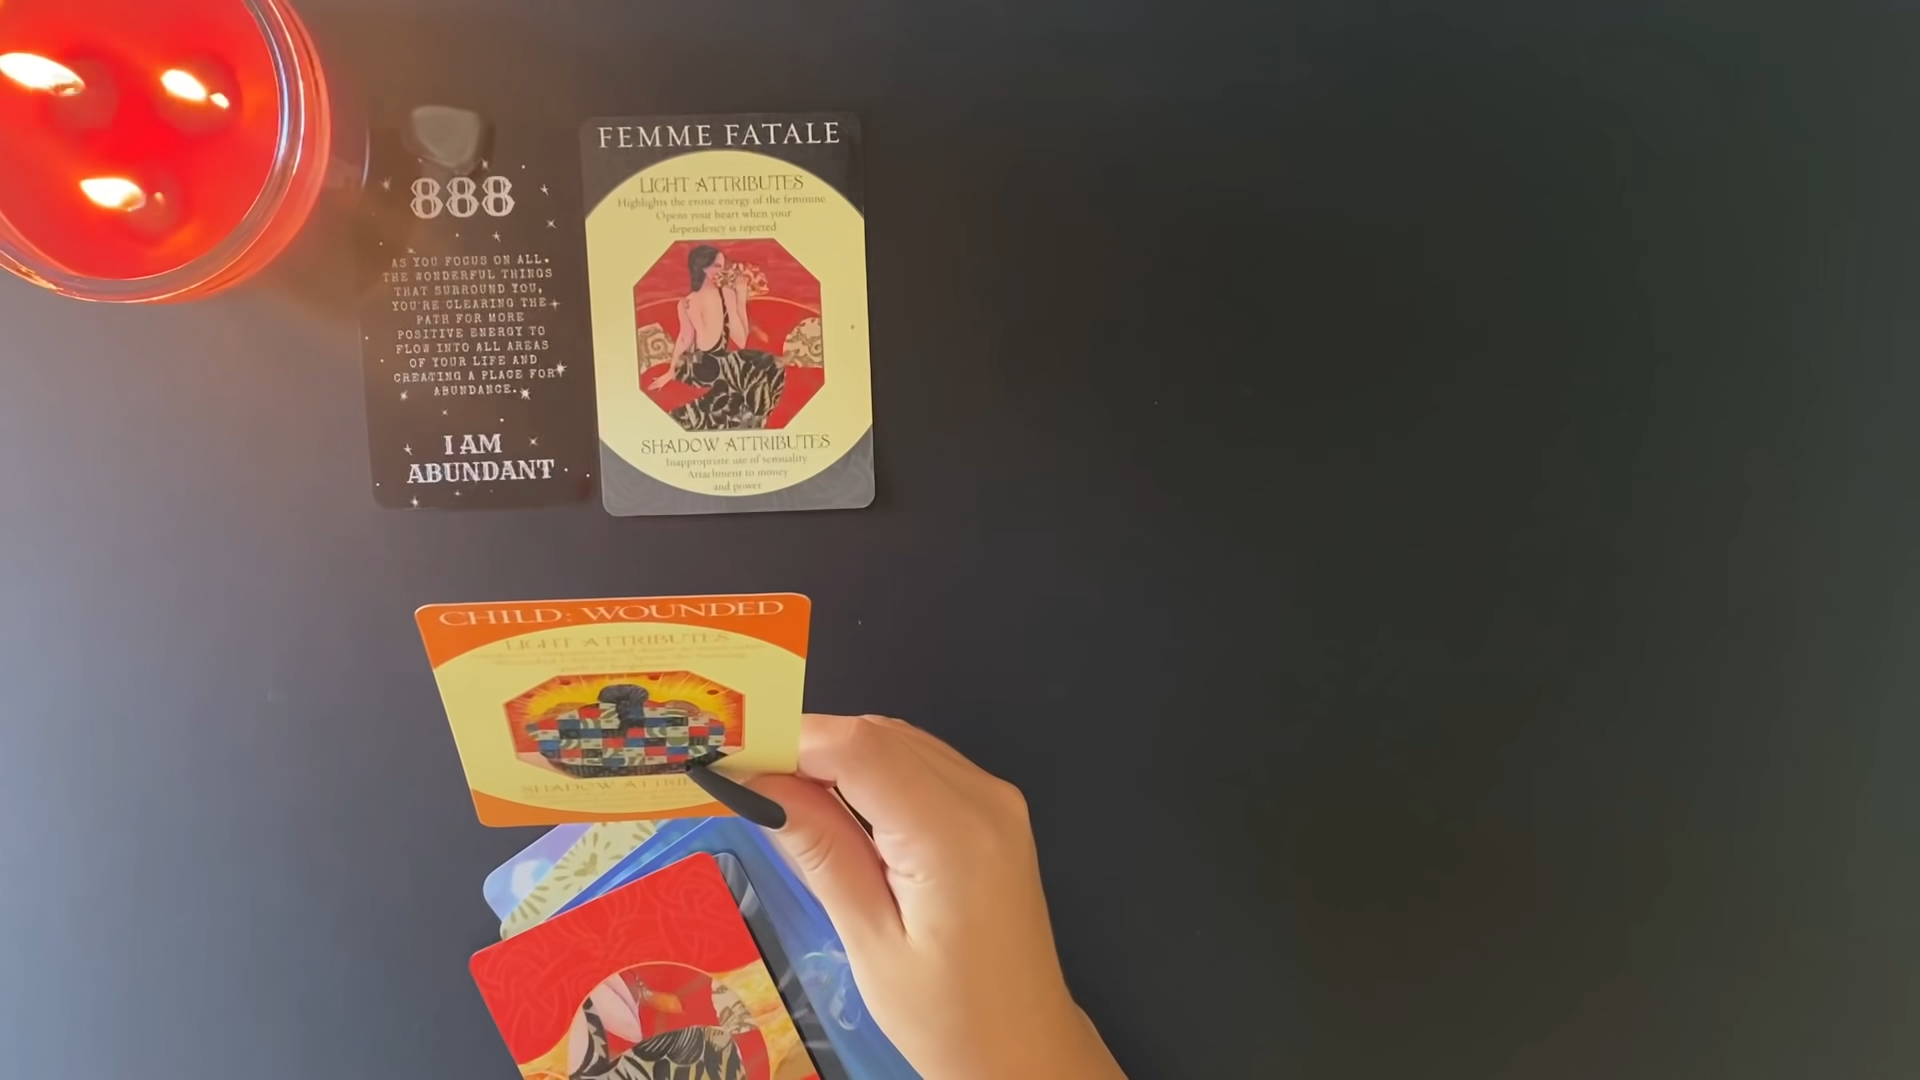 888
AS YOU FOCUS ON ALL.
THE WONDERFUL THINGS
THAT SURROUND YOU,
YOU'RE CLEARING THE
PATH FOR MORE
POSITIVE ENERGY TO
FLOW INTO ALL AREAS
OF YOUR LIFE AND
CREATING A PLACE FOR
ABUNDANCE.
I AM
ABUNDANT
FEMME FATALE
LIGHT ATTRIBUTES
Highlights the erotic energy of the feminine
Opens your heart when your
dependency is rejected
SHADOW ATTRIBUTES
Inappropriate use of sensuality
Attachment to money
and power
CHILD: WOUNDED
LIGHT ATTRIBUTES
SHADOW ATTRI